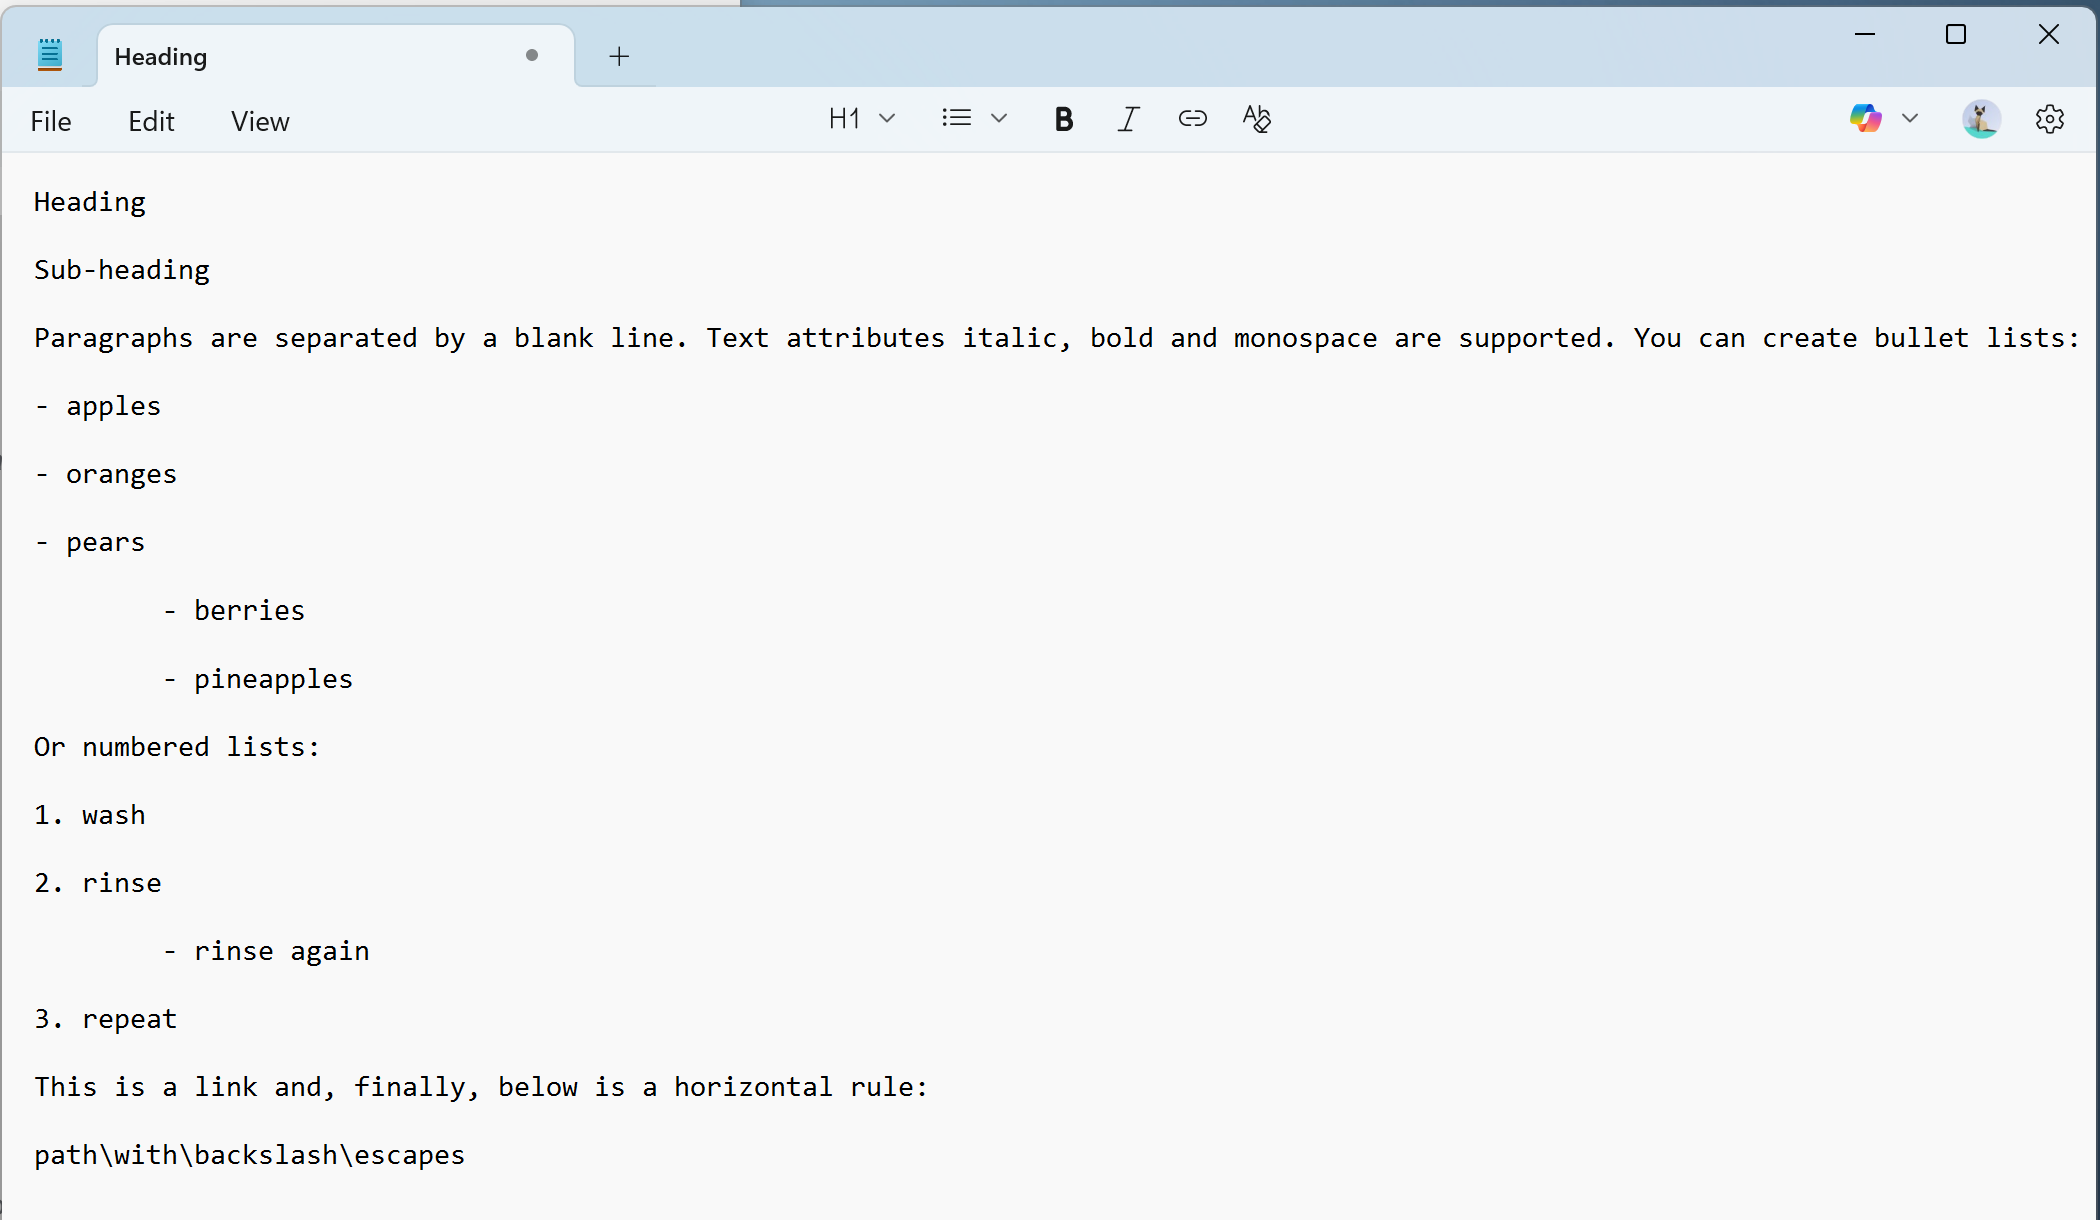 Heading
File Edit View H1 B I Ab
Heading
Sub-heading
Paragraphs are separated by a blank line. Text attributes italic, bold and monospace are supported. You can create bullet lists:
- apples
- oranges
- pears
- berries
- pineapples
Or numbered lists:
1. wash
2. rinse
- rinse again
3. repeat
This is a link and, finally, below is a horizontal rule:
path\with\backslash\escapes